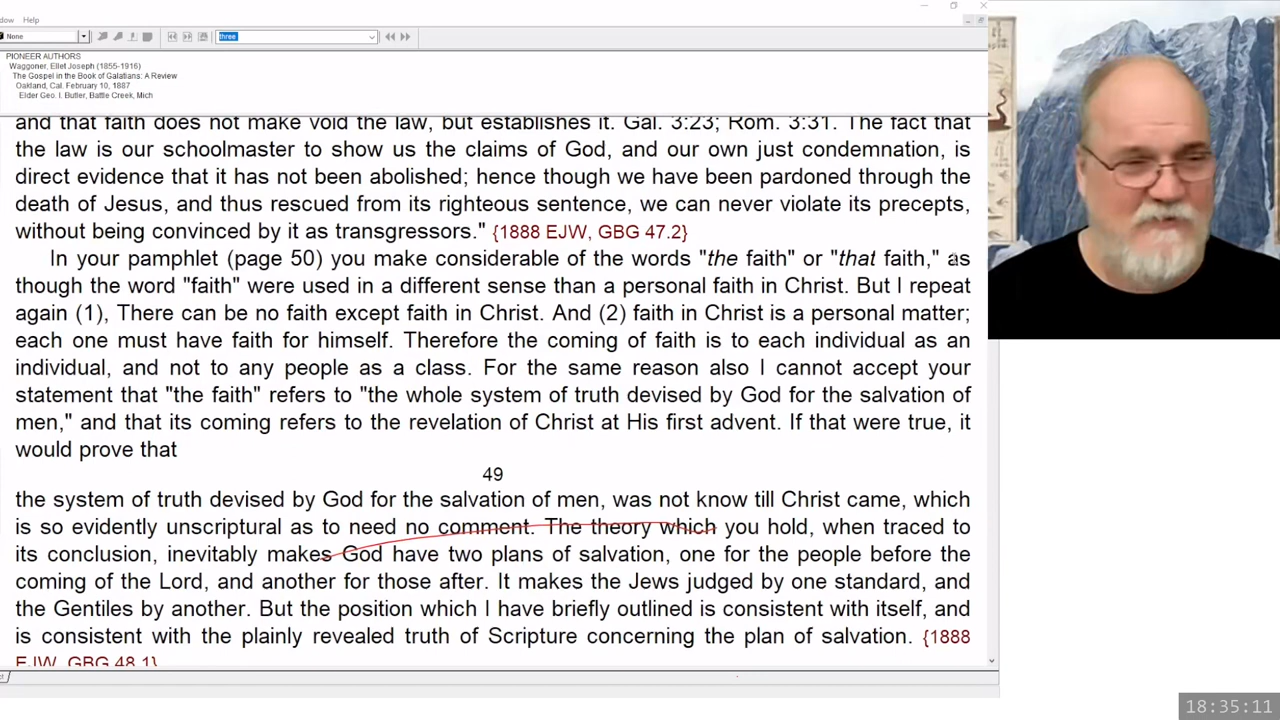 dow Help
None
three
PIONEER AUTHORS
Waggoner, Ellet Joseph (1855-1916)
The Gospel in the Book of Galatians: A Review
Oakland, Cal. February 10, 1887
Elder Geo. I. Butler, Battle Creek, Mich
and that faith does not make void the law, but establishes it. Gal. 3:23; Rom. 3:31. The fact that
the law is our schoolmaster to show us the claims of God, and our own just condemnation, is
direct evidence that it has not been abolished; hence though we have been pardoned through the
death of Jesus, and thus rescued from its righteous sentence, we can never violate its precepts,
without being convinced by it as transgressors." {1888 EJW, GBG 47.2}
In your pamphlet (page 50) you make considerable of the words "the faith" or "that faith," as
though the word "faith" were used in a different sense than a personal faith in Christ. But I repeat
again (1), There can be no faith except faith in Christ. And (2) faith in Christ is a personal matter;
each one must have faith for himself. Therefore the coming of faith is to each individual as an
individual, and not to any people as a class. For the same reason also I cannot accept your
statement that "the faith" refers to "the whole system of truth devised by God for the salvation of
men," and that its coming refers to the revelation of Christ at His first advent. If that were true, it
would prove that
49
the system of truth devised by God for the salvation of men, was not know till Christ came, which
is so evidently unscriptural as to need no comment. The theory which you hold, when traced to
its conclusion, inevitably makes God have two plans of salvation, one for the people before the
coming of the Lord, and another for those after. It makes the Jews judged by one standard, and
the Gentiles by another. But the position which I have briefly outlined is consistent with itself, and
is consistent with the plainly revealed truth of Scripture concerning the plan of salvation. {1888
EJW, GBG 48.1}
18:35:11